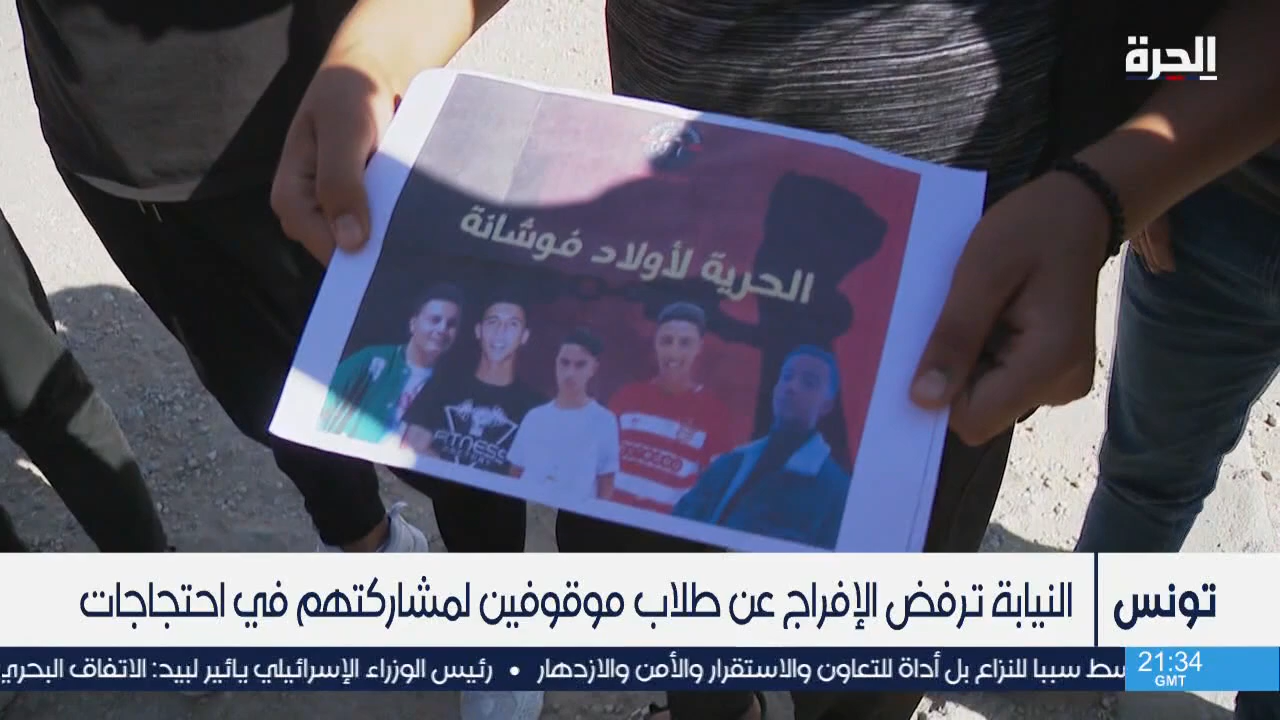 الحرة
الحرية لأولاد فوشانة
FITNESS
تونس
النيابة ترفض الإفراج عن طلاب موقوفين لمشاركتهم في احتجاجات
سببا للنزاع بل أداة للتعاون والاستقرار والأمن والازدهار • رئيس الوزراء الإسرائيلي يائير لبيد: الاتفاق البحري
21:34
GMT